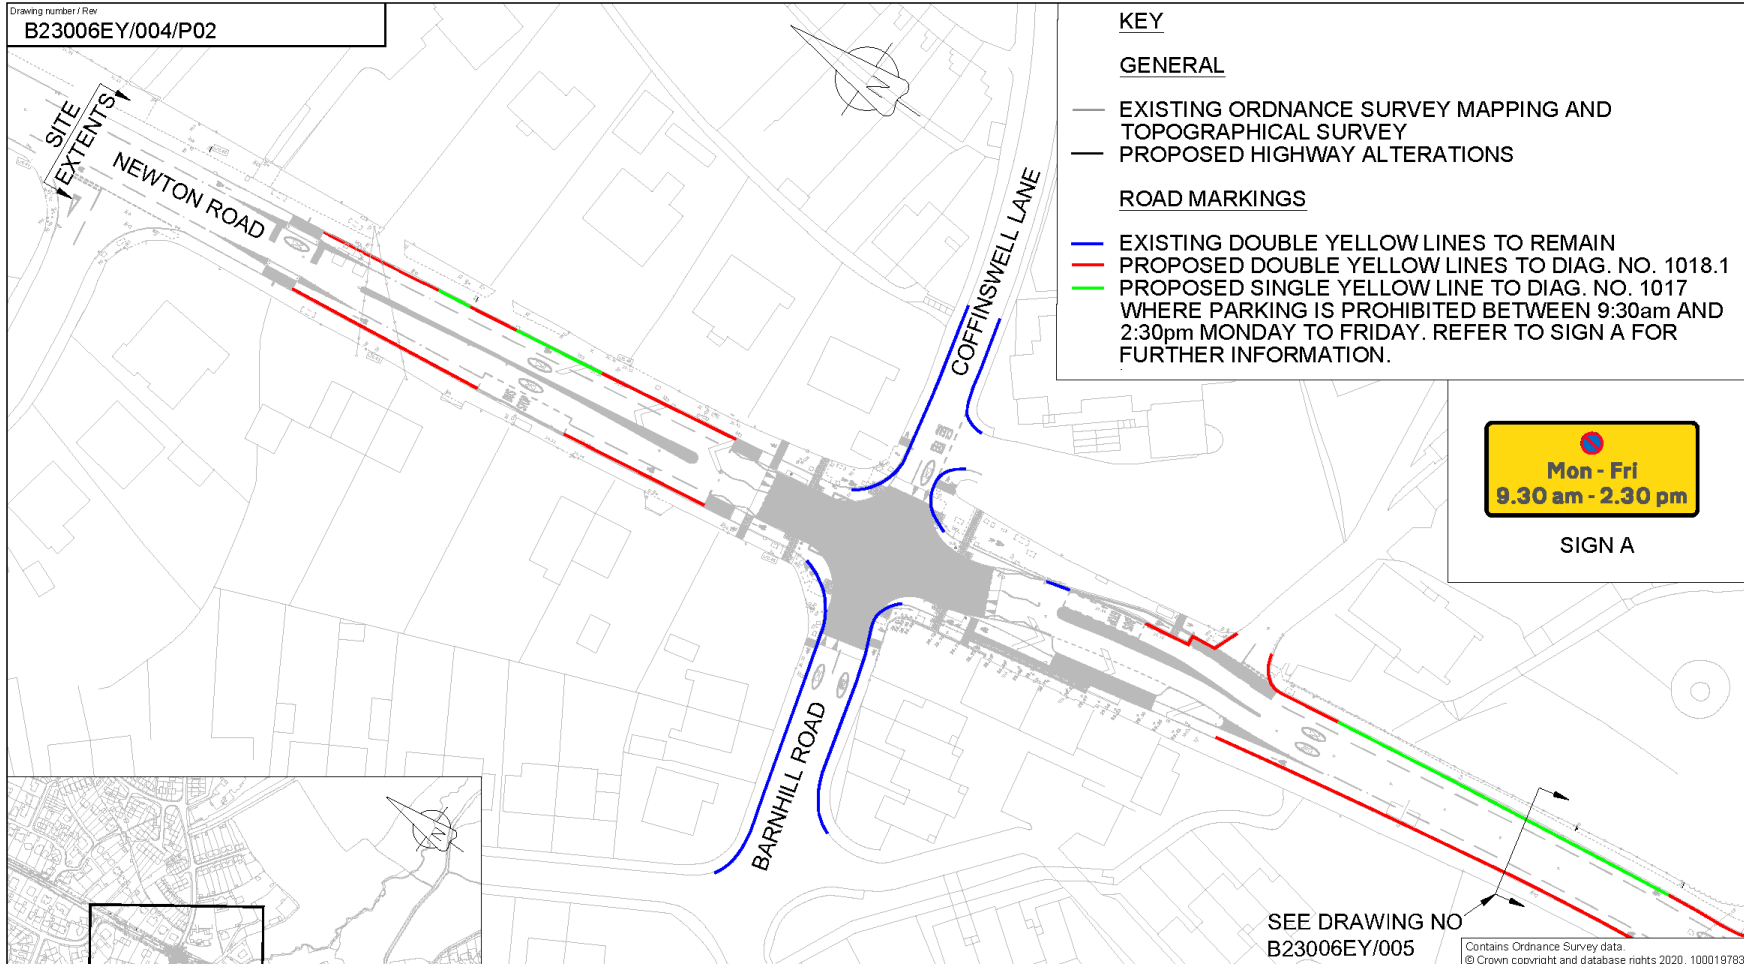 Drawing number / Rev
B23006EY/004/P02
SITE
EXTENTS
NEWTON ROAD
N
COFFINSWELL LANE
BARNHILL ROAD
KEY
GENERAL
EXISTING ORDNANCE SURVEY MAPPING AND
TOPOGRAPHICAL SURVEY
PROPOSED HIGHWAY ALTERATIONS
ROAD MARKINGS
EXISTING DOUBLE YELLOW LINES TO REMAIN
PROPOSED DOUBLE YELLOW LINES TO DIAG. NO. 1018.1
PROPOSED SINGLE YELLOW LINE TO DIAG. NO. 1017
WHERE PARKING IS PROHIBITED BETWEEN 9:30am AND
2:30pm MONDAY TO FRIDAY. REFER TO SIGN A FOR
FURTHER INFORMATION.
Mon - Fri
9.30 am - 2.30 pm
SIGN A
N
SEE DRAWING NO
B23006EY/005
Contains Ordnance Survey data.
© Crown copyright and database rights 2020. 100019783